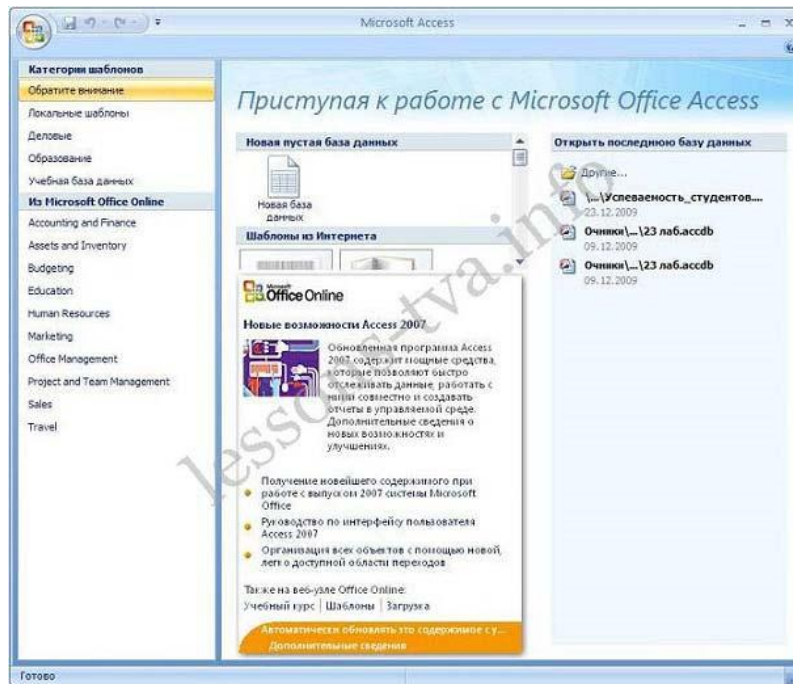 Microsoft Access
Категории шаблонов
Обратите внимание
Локальные шаблоны
Деловые
Образование
Учебная база данных
Из Microsoft Office Online
Accounting and Finance
Assets and Inventory
Budgeting
Education
Human Resources
Marketing
Office Management
Project and Team Management
Sales
Travel
Приступая к работе с Microsoft Office Access
Новая пустая база данных
Новая база
данных
Шаблоны из Интернета
Microsoft
Office Online
Новые возможности Access 2007
Обновленная программа Access
2007 содержит мощные средства,
которые позволяют быстро
отслеживать данные, работать с
ними совместно и создавать
отчеты в управляемой среде.
Дополнительные сведения о
новых возможностях и
улучшениях.
Получение новейшего содержимого при
работе с выпуском 2007 системы Microsoft
Office
Руководство по интерфейсу пользователя
Access 2007
Организация всех объектов с помощью новой,
легко доступной области переходов
Также на веб-узле Office Online:
Учебный курс | Шаблоны | Загрузка
Автоматически обновлять это содержимое с у...
Дополнительные сведения
Открыть последнюю базу данных
Другие...
\...\Успеваемость_студентов....
23.12.2009
Очники\...\23 лаб.accdb
09.12.2009
Очники\...\23 лаб.accdb
09.12.2009
Готово
lessons-tva.info